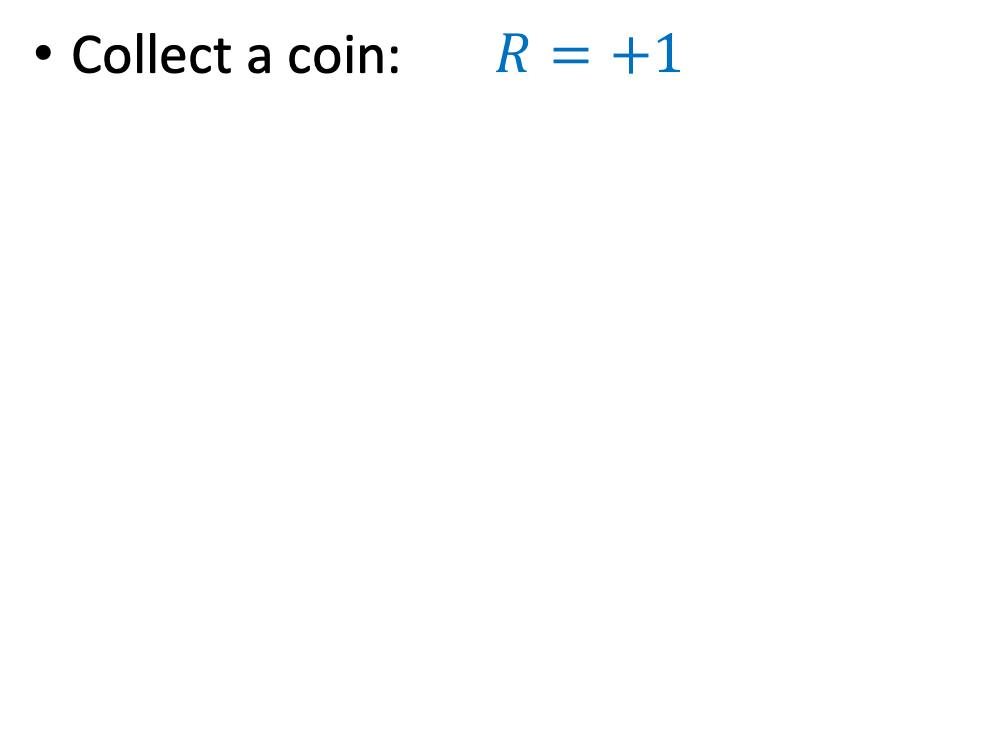 • Collect a coin: R = +1